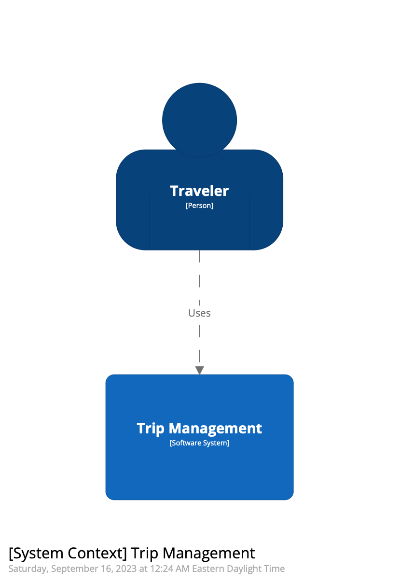 Traveler
[Person]
Uses
Trip Management
[Software System]
[System Context] Trip Management
Saturday, September 16, 2023 at 12:24 AM Eastern Daylight Time